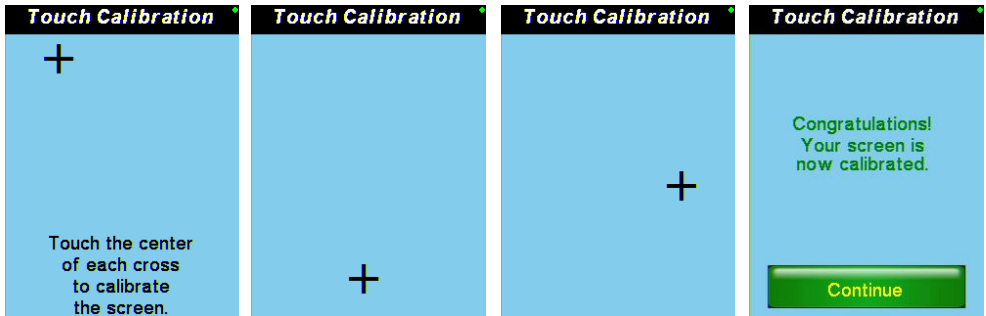 Touch Calibration
Touch the center
of each cross
to calibrate
the screen.
Touch Calibration
Touch Calibration
Touch Calibration
Congratulations!
Your screen is
now calibrated.
Continue